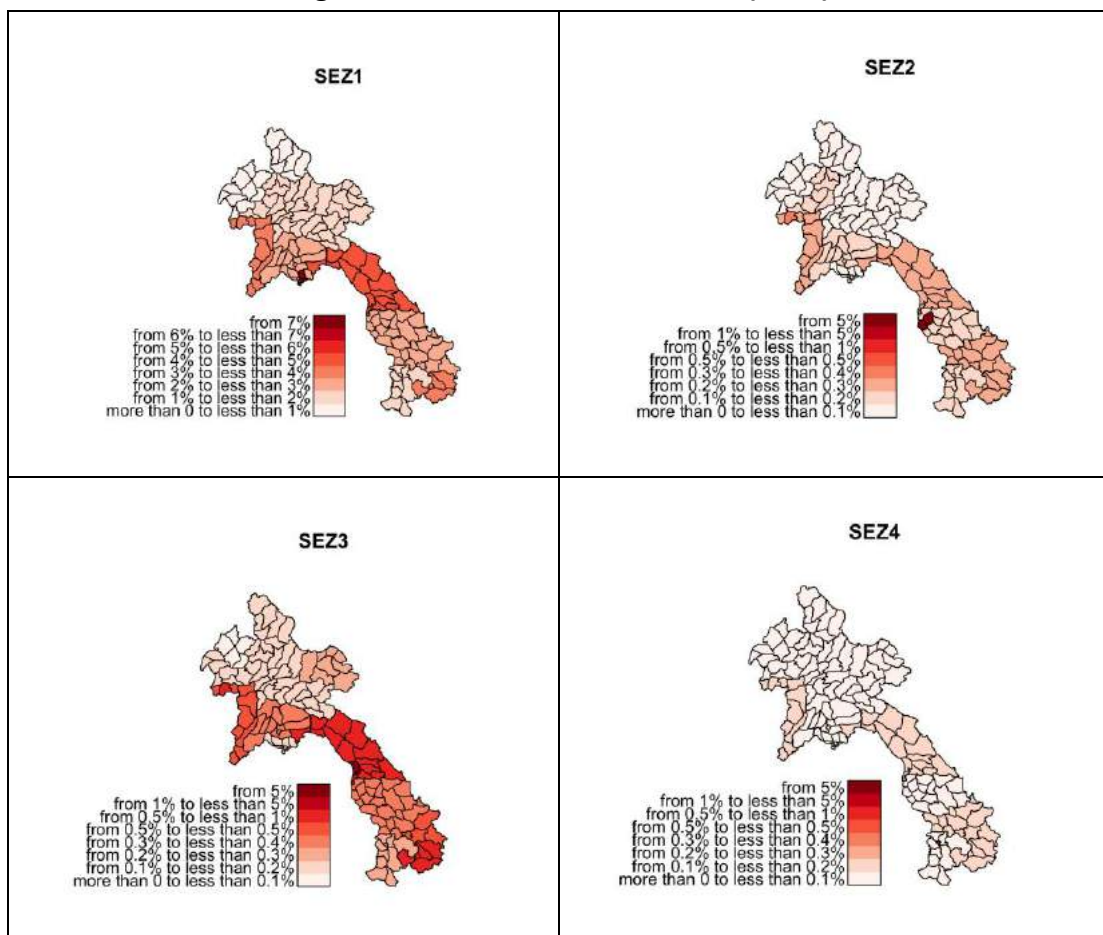 SEZ1
from 7%
from 6% to less than 7%
from 5% to less than 6%
from 4% to less than 5%
from 3% to less than 4%
from 2% to less than 3%
from 1% to less than 2%
more than 0 to less than 1%
SEZ2
from 5%
from 1% to less than 5%
from 0.5% to less than 1%
from 0.5% to less than 0.5%
from 0.3% to less than 0.4%
from 0.2% to less than 0.3%
from 0.1% to less than 0.2%
more than 0 to less than 0.1%
SEZ3
from 5%
from 1% to less than 5%
from 0.5% to less than 1%
from 0.5% to less than 0.5%
from 0.3% to less than 0.4%
from 0.2% to less than 0.3%
from 0.1% to less than 0.2%
more than 0 to less than 0.1%
SEZ4
from 5%
from 1% to less than 5%
from 0.5% to less than 1%
from 0.5% to less than 0.5%
from 0.3% to less than 0.4%
from 0.2% to less than 0.3%
from 0.1% to less than 0.2%
more than 0 to less than 0.1%